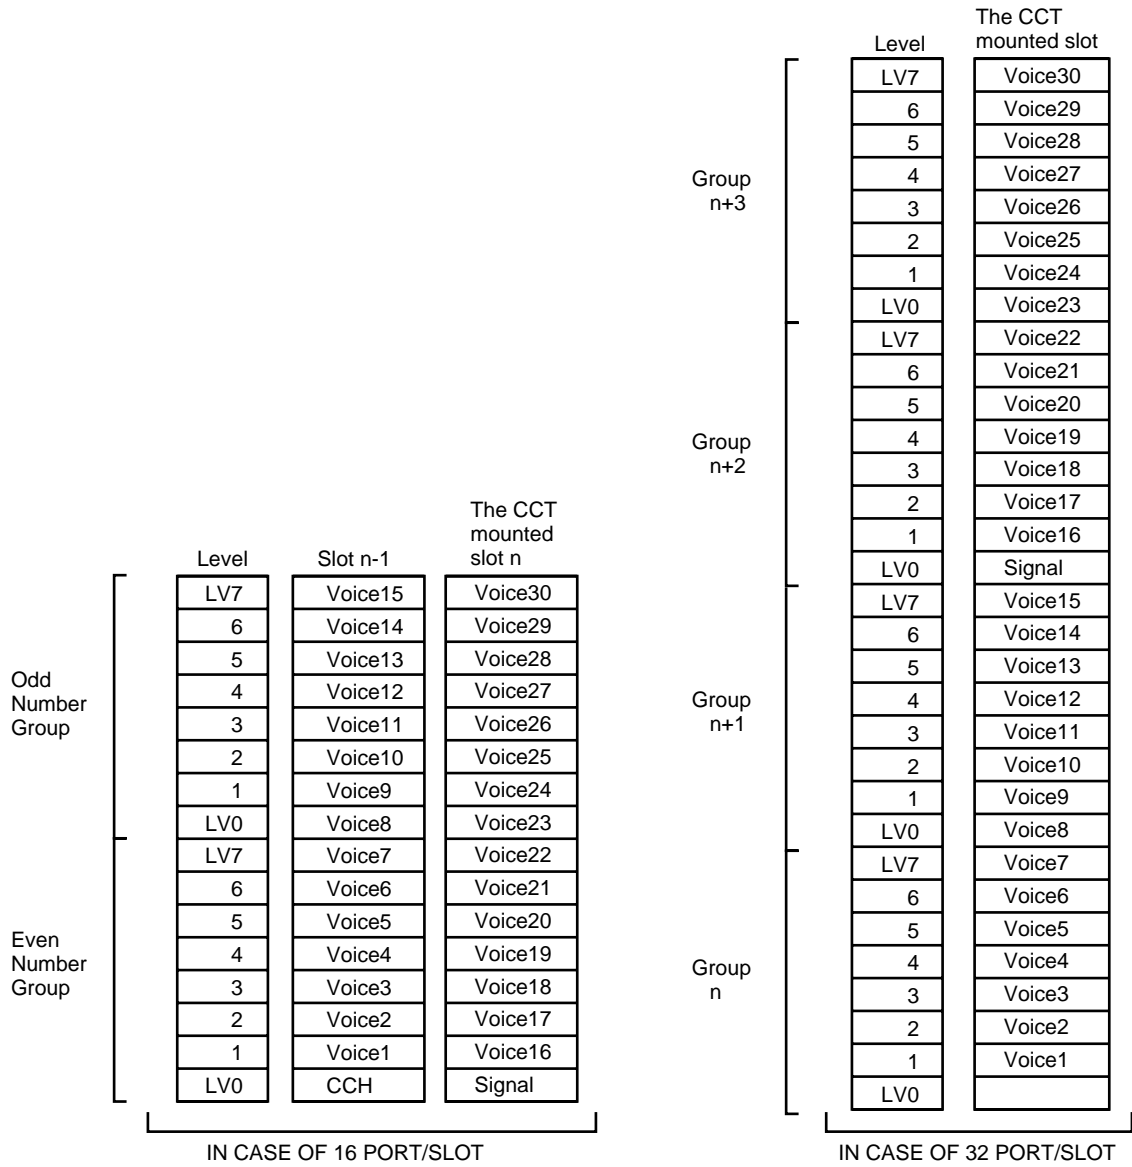 The CCT
mounted slot
Level
LV7 Voice30
6 Voice29
5 Voice28
4 Voice27
3 Voice26
2 Voice25
1 Voice24
LV0 Voice23
Group
n+3
LV7 Voice22
6 Voice21
5 Voice20
4 Voice19
3 Voice18
2 Voice17
1 Voice16
LV0 Signal
Group
n+2
LV7 Voice15
6 Voice14
5 Voice13
4 Voice12
3 Voice11
2 Voice10
1 Voice9
LV0 Voice8
Group
n+1
LV7 Voice7
6 Voice6
5 Voice5
4 Voice4
3 Voice3
2 Voice2
1 Voice1
LV0
Group
n
IN CASE OF 32 PORT/SLOT
The CCT
mounted
slot n
Level Slot n-1
LV7 Voice15 Voice30
6 Voice14 Voice29
5 Voice13 Voice28
4 Voice12 Voice27
3 Voice11 Voice26
2 Voice10 Voice25
1 Voice9 Voice24
LV0 Voice8 Voice23
Odd
Number
Group
LV7 Voice7 Voice22
6 Voice6 Voice21
5 Voice5 Voice20
4 Voice4 Voice19
3 Voice3 Voice18
2 Voice2 Voice17
1 Voice1 Voice16
LV0 CCH Signal
Even
Number
Group
IN CASE OF 16 PORT/SLOT